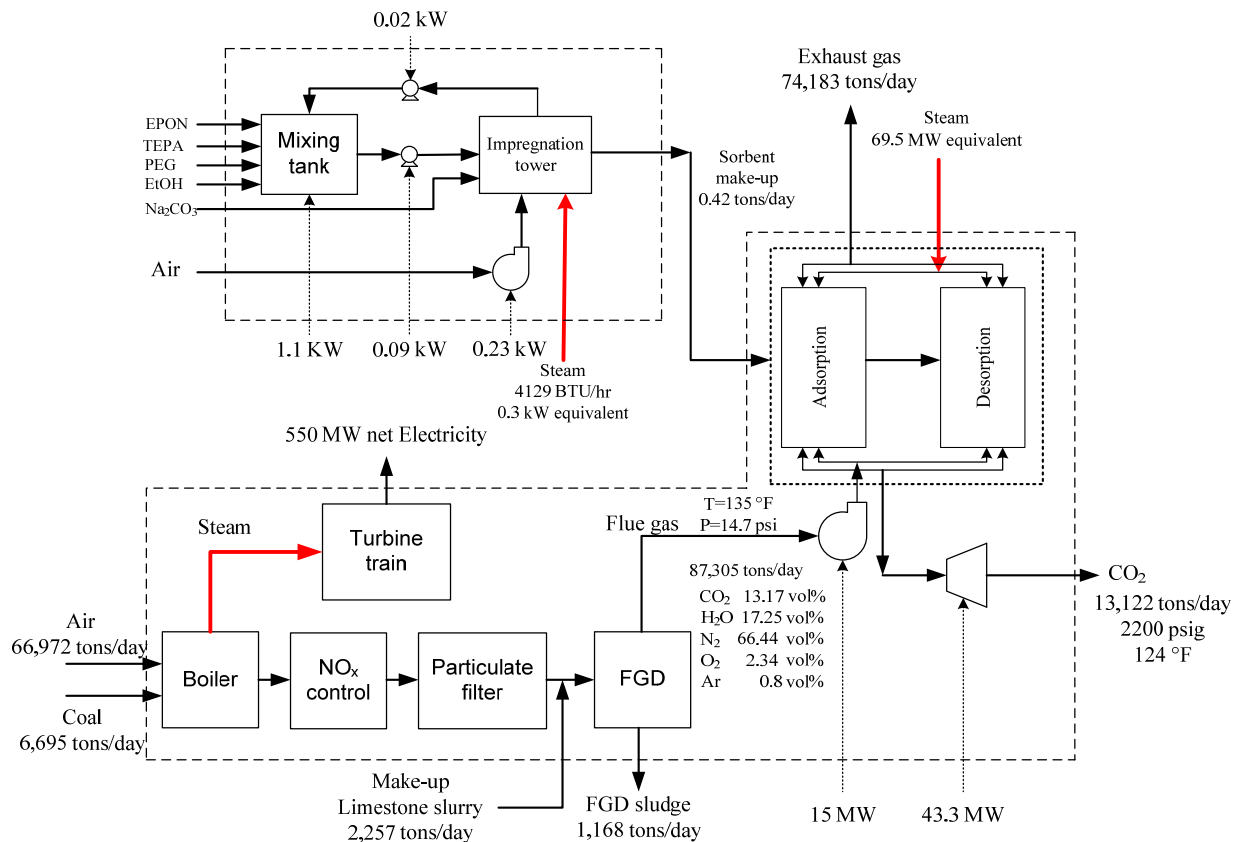 0.02 kW
Exhaust gas
74,183 tons/day
Steam
69.5 MW equivalent
EPON
TEPA
PEG
EtOH
Na₂CO₃
Mixing
tank
Impregnation
tower
Sorbent
make-up
0.42 tons/day
Air
1.1 KW
0.09 kW
0.23 kW
Steam
4129 BTU/hr
0.3 kW equivalent
Adsorption
Desorption
550 MW net Electricity
Steam
Turbine
train
Flue gas
T=135 °F
P=14.7 psi
87,305 tons/day
CO₂ 13.17 vol%
H₂O 17.25 vol%
N₂ 66.44 vol%
O₂ 2.34 vol%
Ar 0.8 vol%
CO₂
13,122 tons/day
2200 psig
124 °F
Air
66,972 tons/day
Coal
6,695 tons/day
Boiler
NOₓ
control
Particulate
filter
FGD
Make-up
Limestone slurry
2,257 tons/day
FGD sludge
1,168 tons/day
15 MW
43.3 MW